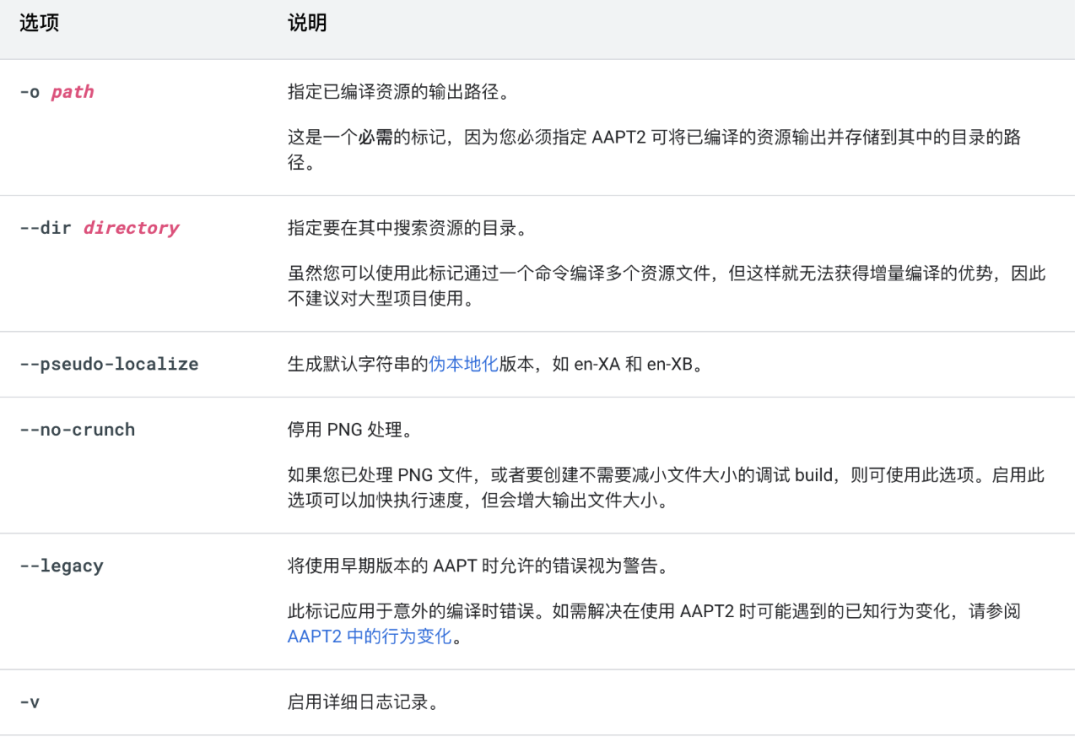 选项 说明
-o path 指定已编译资源的输出路径。
这是一个必需的标记，因为您必须指定 AAPT2 可将已编译的资源输出并存储到其中的目录的路
径。
--dir directory 指定要在其中搜索资源的目录。
虽然您可以使用此标记通过一个命令编译多个资源文件，但这样就无法获得增量编译的优势，因此
不建议对大型项目使用。
--pseudo-localize 生成默认字符串的伪本地化版本，如 en-XA 和 en-XB。
--no-crunch 停用 PNG 处理。
如果您已处理 PNG 文件，或者要创建不需要减小文件大小的调试 build，则可使用此选项。启用此
选项可以加快执行速度，但会增大输出文件大小。
--legacy 将使用早期版本的 AAPT 时允许的错误视为警告。
此标记应用于意外的编译时错误。如需解决在使用 AAPT2 时可能遇到的已知行为变化，请参阅
AAPT2 中的行为变化。
-v 启用详细日志记录。